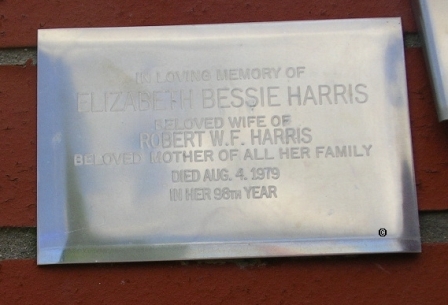 IN LOVING MEMORY OF
ELIZABETH BESSIE HARRIS
BELOVED WIFE OF
ROBERT W.F. HARRIS
BELOVED MOTHER OF ALL HER FAMILY
DIED AUG. 4. 1979
IN HER 98TH YEAR
©